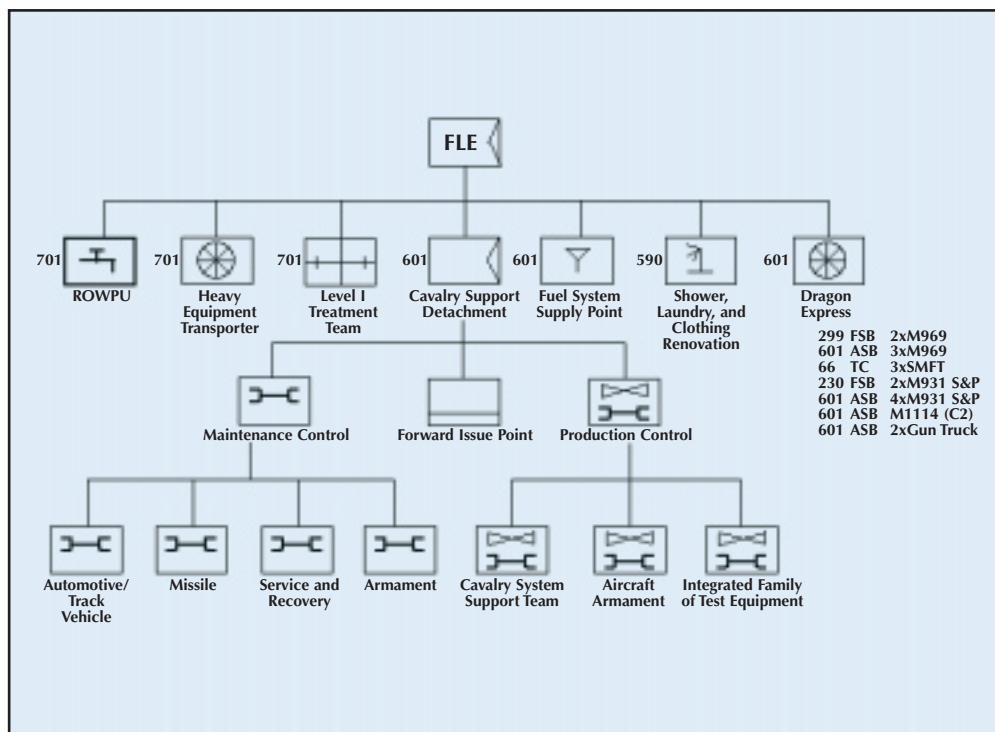 FLE
701
701
701
601
601
590
601
ROWPU
Heavy
Equipment
Transporter
Level I
Treatment
Team
Cavalry Support
Detachment
Fuel System
Supply Point
Shower,
Laundry, and
Clothing
Renovation
Dragon
Express
299 FSB 2xM969
601 ASB 3xM969
66 TC 3xSMFT
230 FSB 2xM931 S&P
601 ASB 4xM931 S&P
601 ASB M1114 (C2)
601 ASB 2xGun Truck
Maintenance Control
Forward Issue Point
Production Control
Automotive/
Track
Vehicle
Missile
Service and
Recovery
Armament
Cavalry System
Support Team
Aircraft
Armament
Integrated Family
of Test Equipment